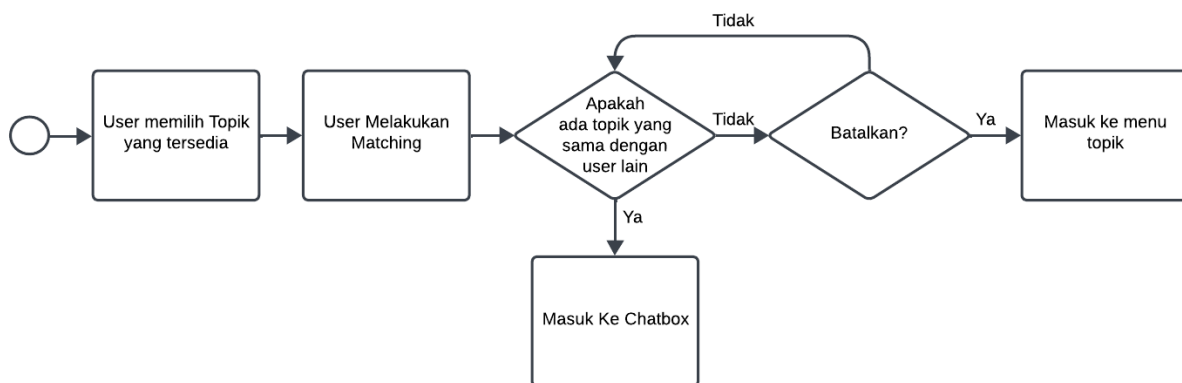 Tidak
User memilih Topik
yang tersedia
User Melakukan
Matching
Apakah
ada topik yang
sama dengan
user lain
Tidak
Batalkan?
Ya
Masuk ke menu
topik
Ya
Masuk Ke Chatbox